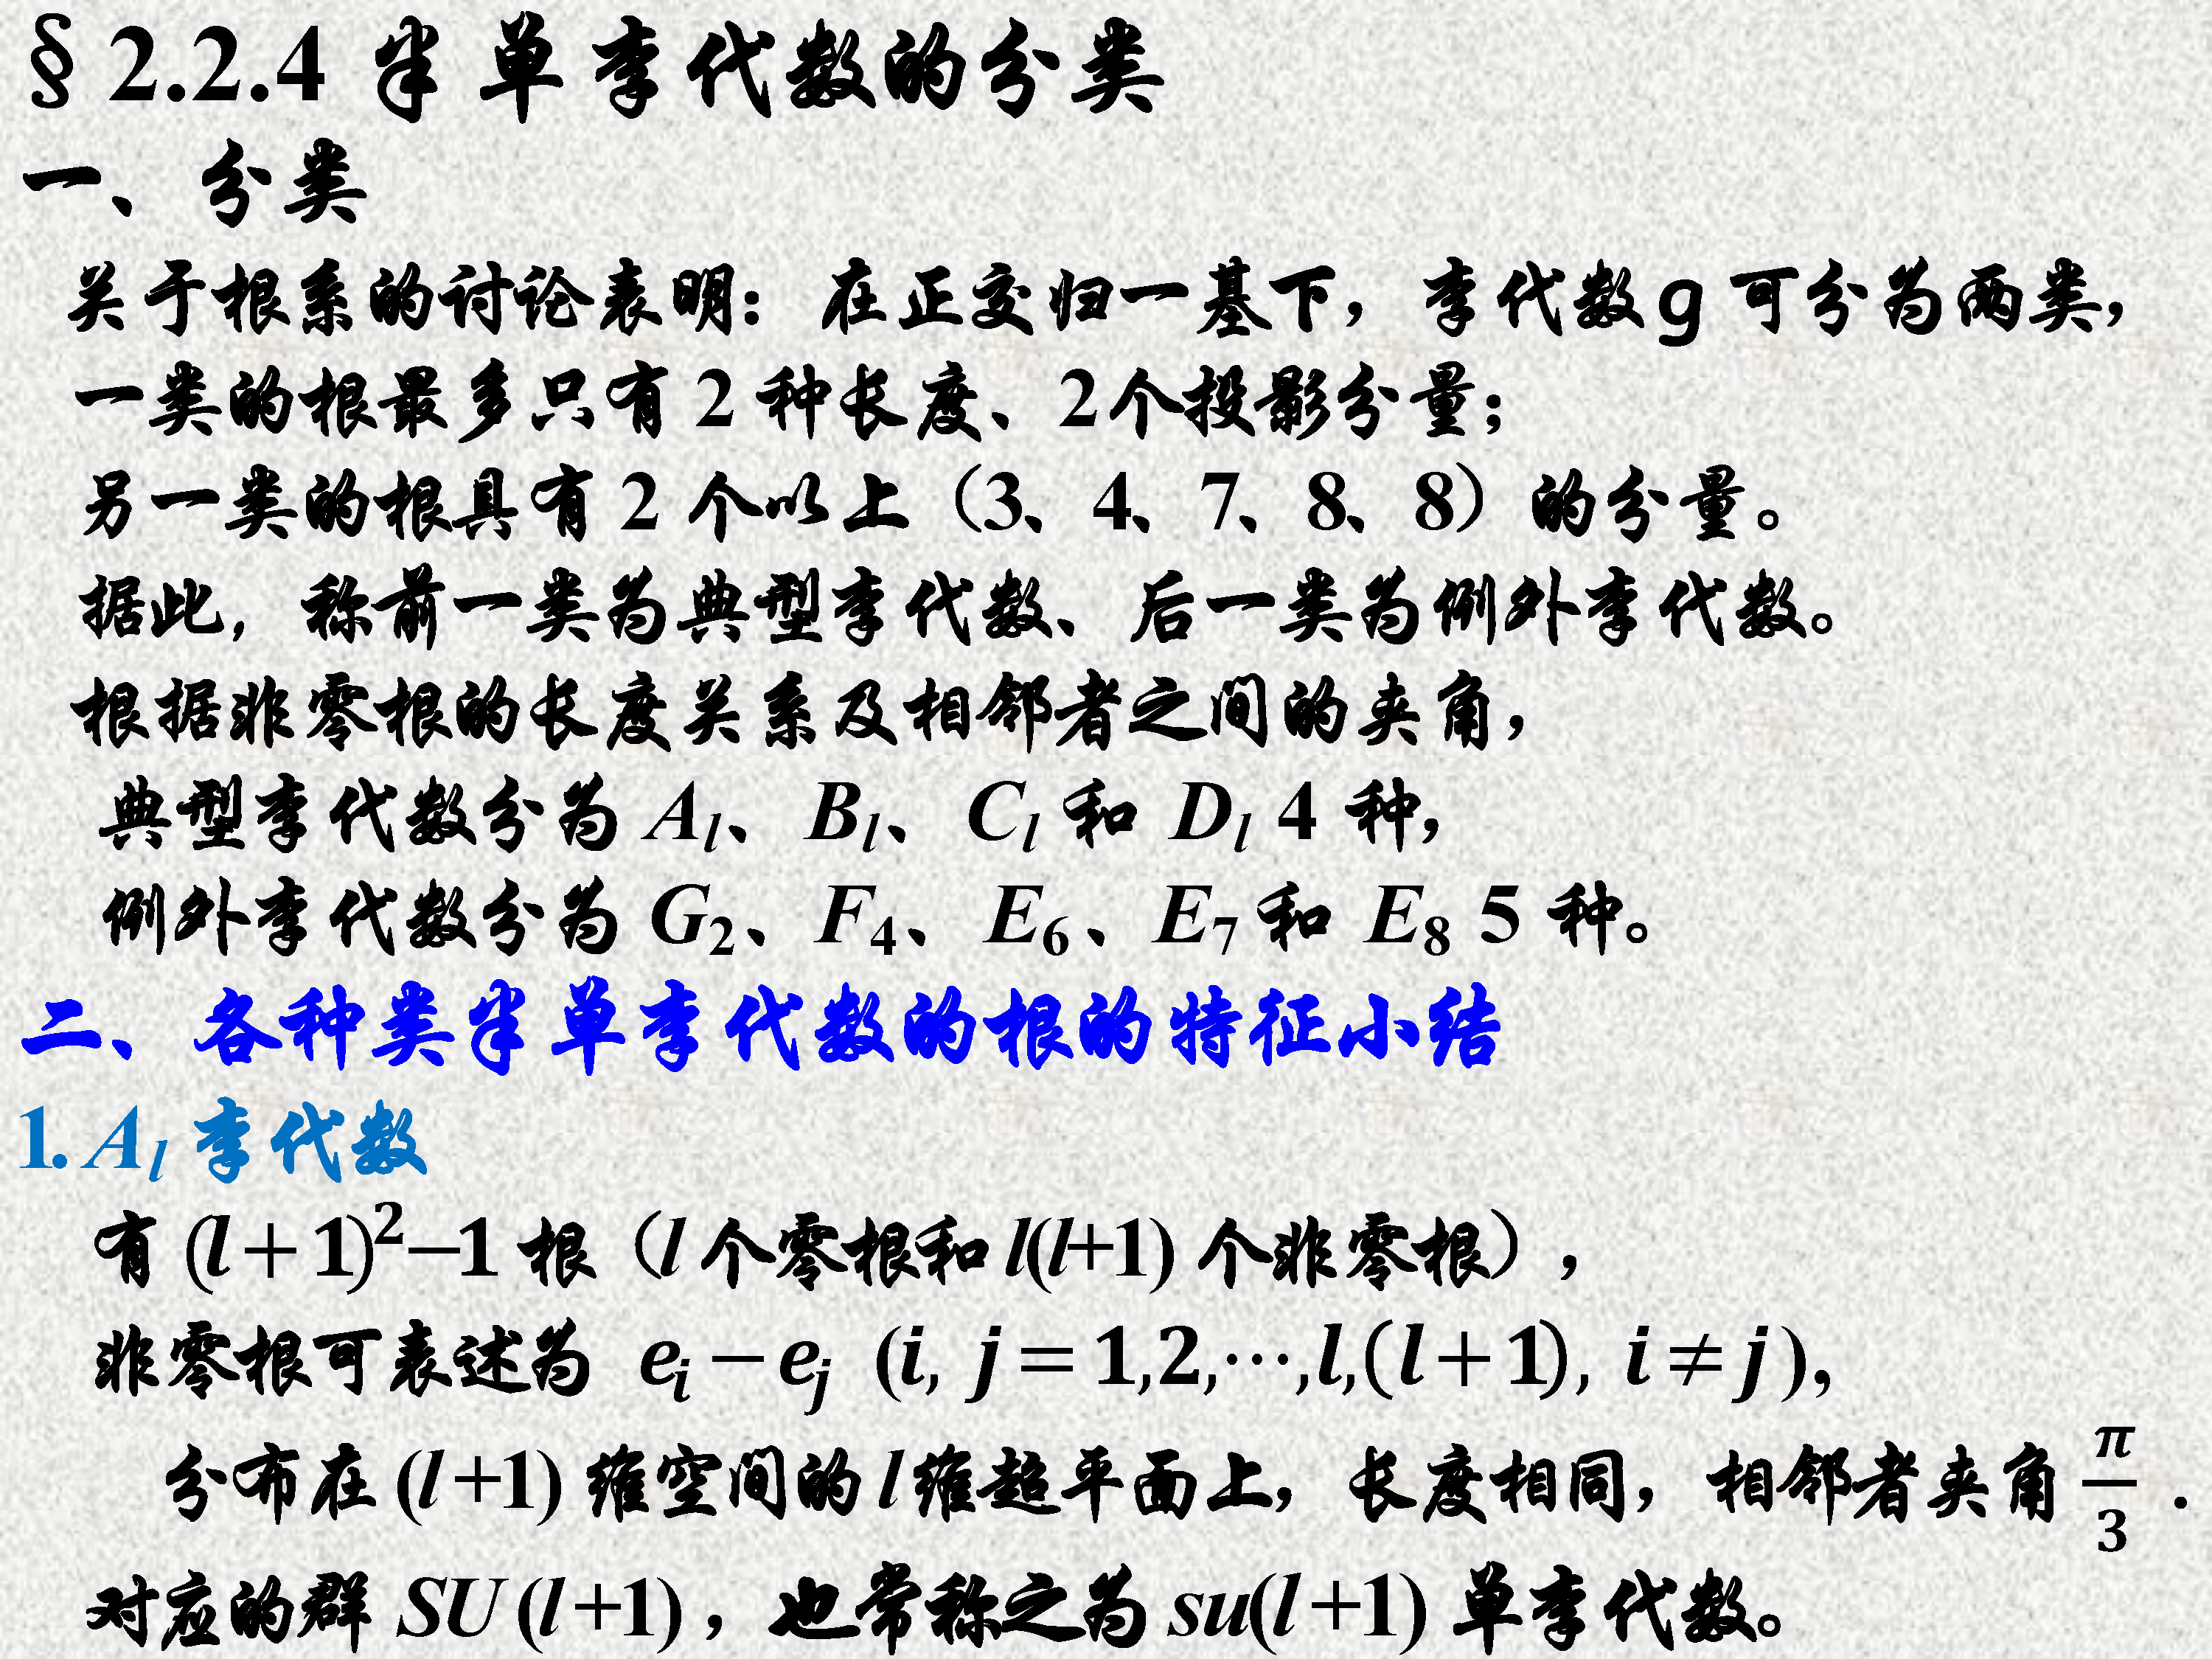 § 2.2.4 半单李代数的分类
一、分类
关于根系的讨论表明：在正交归一基下，李代数g 可分为两类，
一类的根最多只有 2 种长度、2个投影分量；
另一类的根具有 2 个以上（3、4、7、8、8）的分量。
据此，称前一类为典型李代数、后一类为例外李代数。
根据非零根的长度关系及相邻者之间的夹角，
典型李代数分为 A_l、B_l、C_l 和 D_l 4 种，
例外李代数分为 G₂、F₄、E₆、E₇ 和 E₈ 5 种。
二、各种类半单李代数的根的特征小结
1. A_l 李代数
有 (l + 1)²−1 根（l 个零根和 l(l+1) 个非零根），
非零根可表述为 e_i − e_j (i, j = 1,2, ⋯,l,(l + 1), i ≠ j),
分布在 (l +1) 维空间的 l 维超平面上，长度相同，相邻者夹角 π/3 .
对应的群 SU (l +1)，也常称之为 su(l +1) 单李代数。